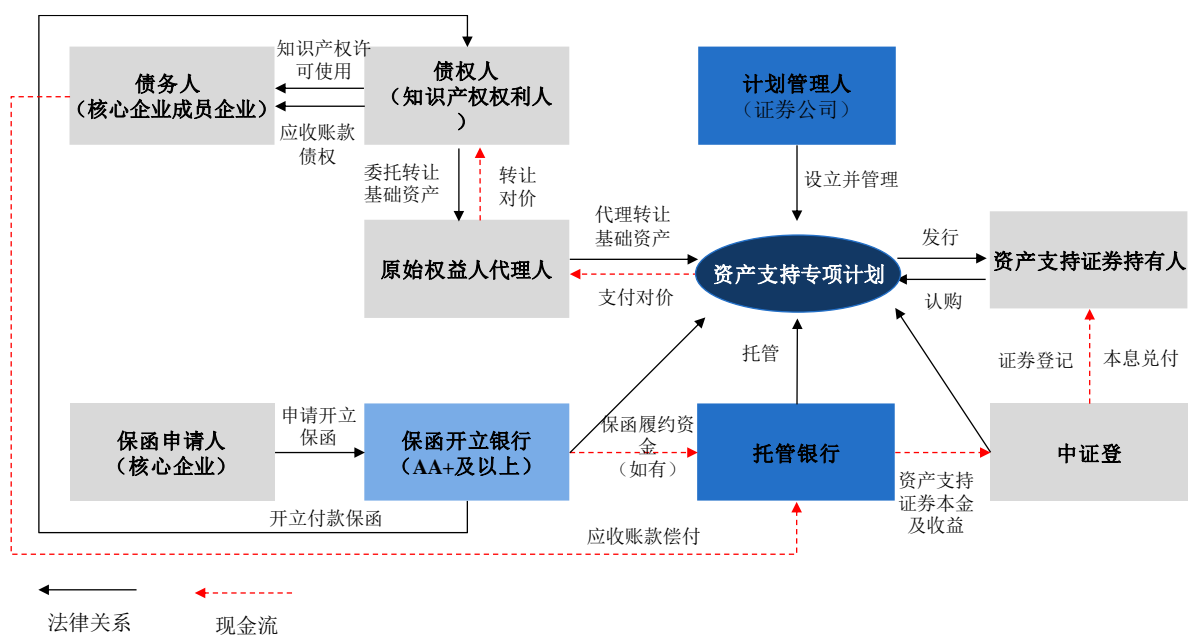 知识产权许
可使用
债务人
（核心企业成员企业）
债权人
（知识产权权利人
）
计划管理人
（证券公司）
应收账款
债权
委托转让
基础资产
转让
对价
设立并管理
代理转让
基础资产
发行
原始权益人代理人
资产支持专项计划
资产支持证券持有人
支付对价
认购
托管
证券登记
本息兑付
申请开立
保函
保函履约资
金
（如有）
保函申请人
（核心企业）
保函开立银行
（AA+及以上）
托管银行
中证登
资产支持
证券本金
及收益
开立付款保函
应收账款偿付
法律关系
现金流